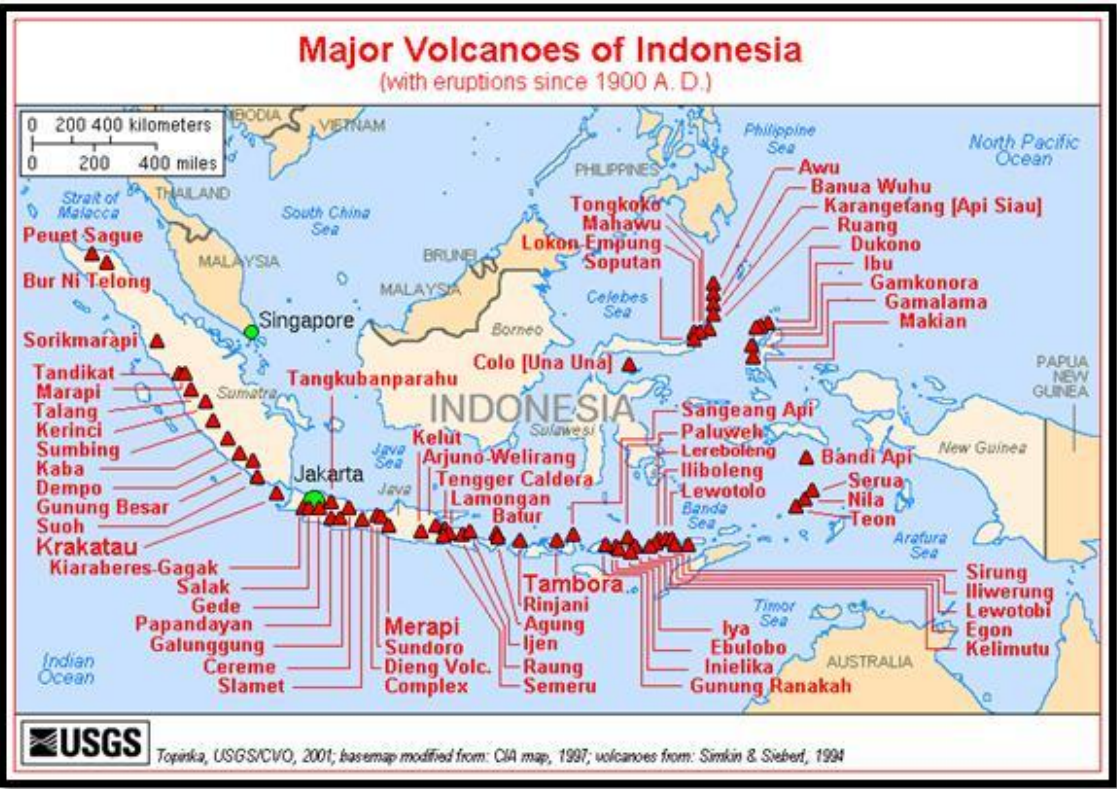 Major Volcanoes of Indonesia
(with eruptions since 1900 A. D.)
0 200 400 kilometers
0 200 400 miles
CAMBODIA
VIETNAM
THAILAND
Strait of
Malacca
South China
Sea
MALAYSIA
BRUNEI
MALAYSIA
PHILIPPINES
Philippine
Sea
North Pacific
Ocean
Celebes
Sea
Borneo
Singapore
Sumatra
INDONESIA
Sulawesi
Java
Sea
Jakarta
Java
Banda
Sea
New Guinea
PAPUA
NEW
GUINEA
Arafura
Sea
Timor
Sea
AUSTRALIA
Indian
Ocean
Peuet Sague
Bur Ni Telong
Sorikmarapi
Tandikat
Marapi
Talang
Kerinci
Sumbing
Kaba
Dempo
Gunung Besar
Suoh
Krakatau
Kiaraberes-Gagak
Salak
Gede
Papandayan
Galunggung
Cereme
Slamet
Tangkubanparahu
Merapi
Sundoro
Dieng Volc.
Complex
Kelut
Arjuno-Welirang
Tengger Caldera
Lamongan
Batur
Tambora
Rinjani
Agung
Ijen
Raung
Semeru
Tongkoko
Mahawu
Lokon-Empung
Soputan
Colo [Una Una]
Awu
Banua Wuhu
Karangetang [Api Siau]
Ruang
Dukono
Ibu
Gamkonora
Gamalama
Makian
Sangeang Api
Paluweh
Lereboleng
Iliboleng
Lewotolo
Bandi Api
Serua
Nila
Teon
Sirung
Iliwerung
Lewotobi
Egon
Kelimutu
Iya
Ebulobo
Inielika
Gunung Ranakah
USGS
Topinka, USGS/CVO, 2001; basemap modified from: CIA map, 1997; volcanoes from: Simkin & Siebert, 1994